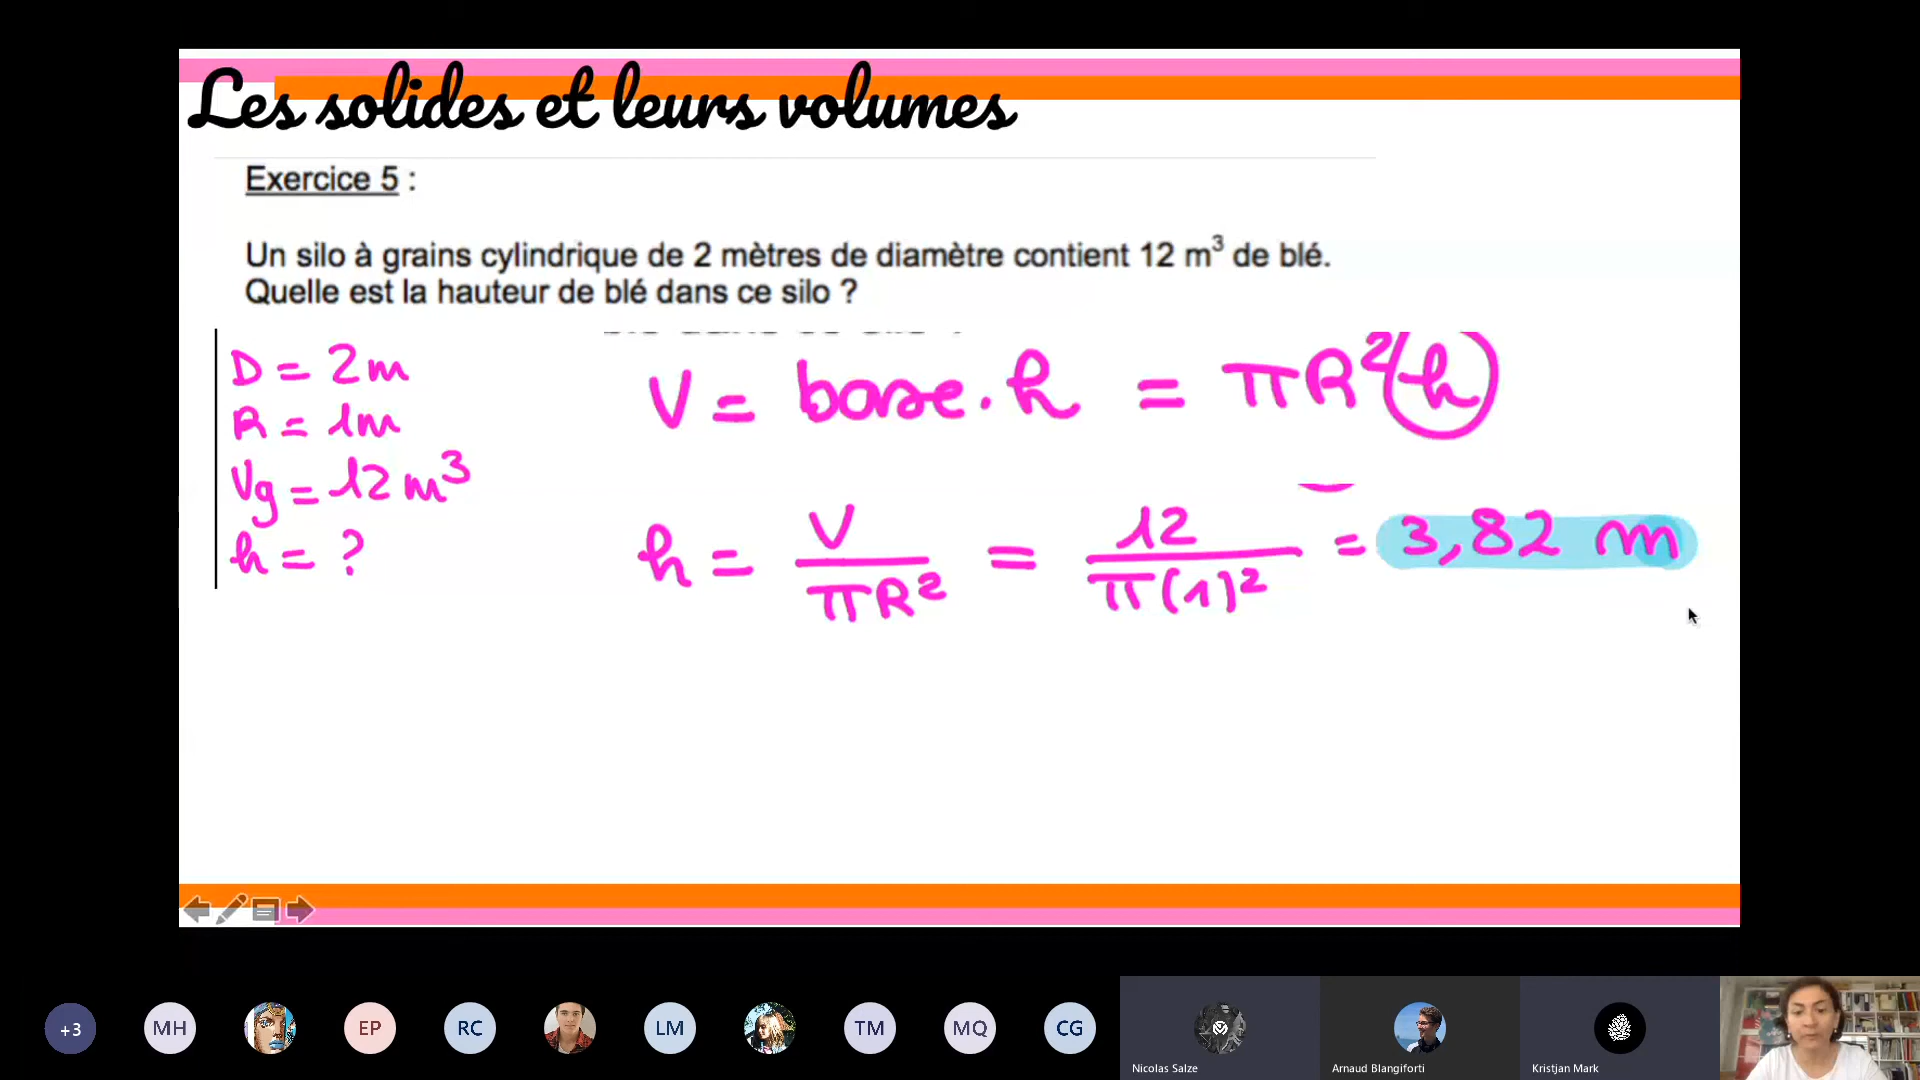 Les solides et leurs volumes
Exercice 5 :
Un silo à grains cylindrique de 2 mètres de diamètre contient 12 m³ de blé.
Quelle est la hauteur de blé dans ce silo ?
D = 2m
R = 1m
Vg = 12 m³
h = ?
V = base . h = πR²h
h = V / πR² = 12 / π(1)² = 3,82 m
+3 MH EP RC LM TM MQ CG
Nicolas Salze Arnaud Blangiforti Kristjan Mark